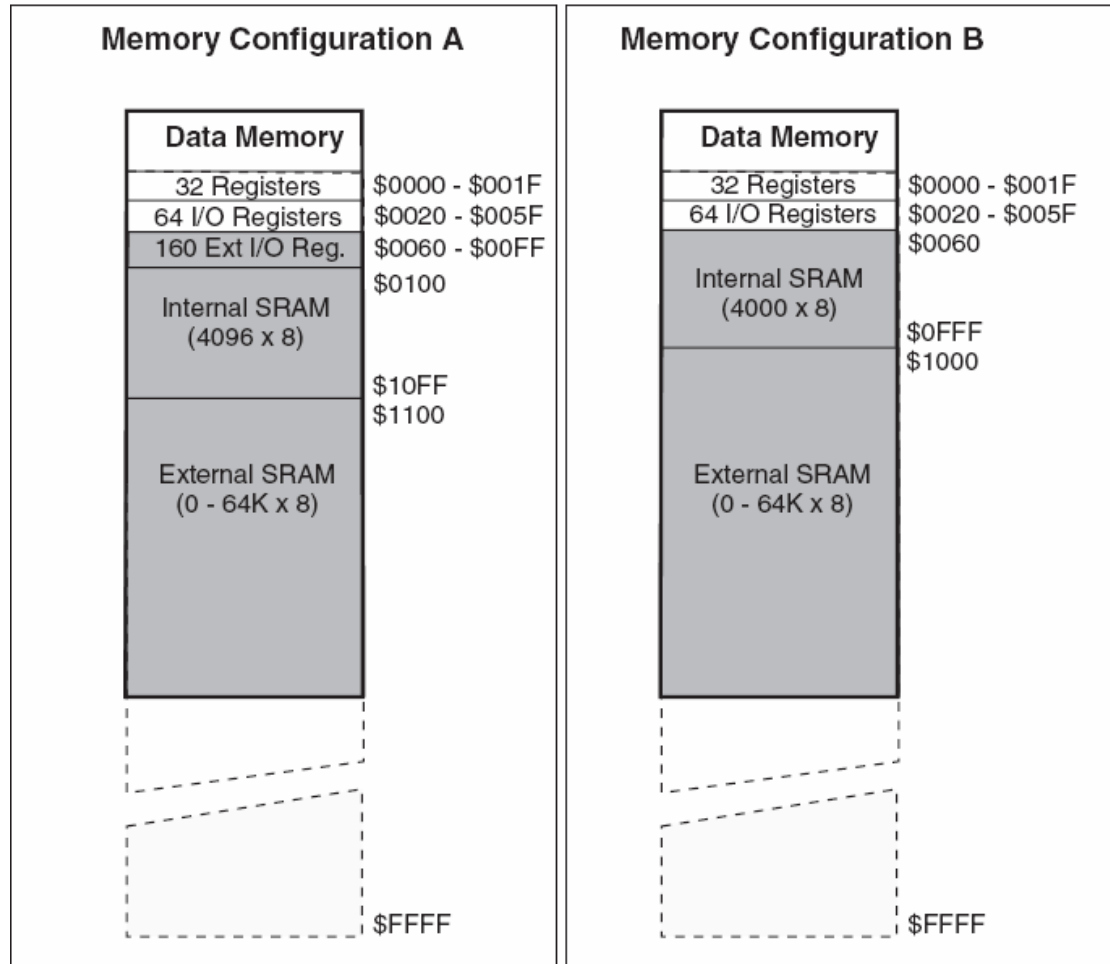 Memory Configuration A
Data Memory
32 Registers
$0000 - $001F
64 I/O Registers
$0020 - $005F
160 Ext I/O Reg.
$0060 - $00FF
$0100
Internal SRAM
(4096 x 8)
$10FF
$1100
External SRAM
(0 - 64K x 8)
$FFFF
Memory Configuration B
Data Memory
32 Registers
$0000 - $001F
64 I/O Registers
$0020 - $005F
$0060
Internal SRAM
(4000 x 8)
$0FFF
$1000
External SRAM
(0 - 64K x 8)
$FFFF